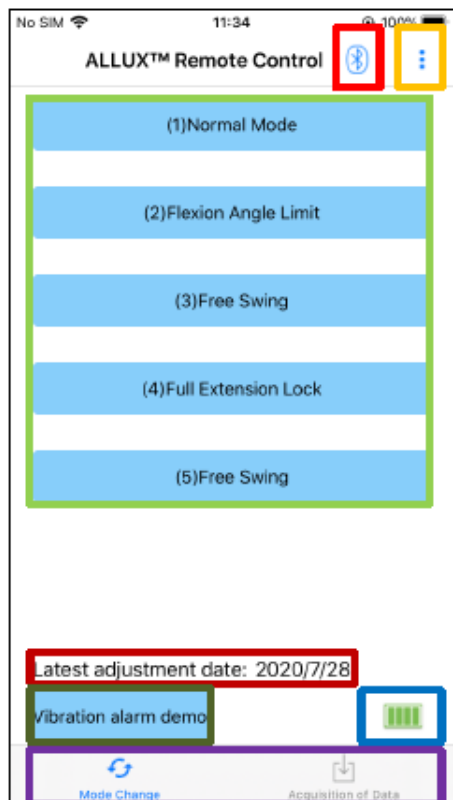 No SIM 11:34 100%
ALLUX™ Remote Control
(1)Normal Mode
(2)Flexion Angle Limit
(3)Free Swing
(4)Full Extension Lock
(5)Free Swing
Latest adjustment date: 2020/7/28
Vibration alarm demo
Mode Change Acquisition of Data